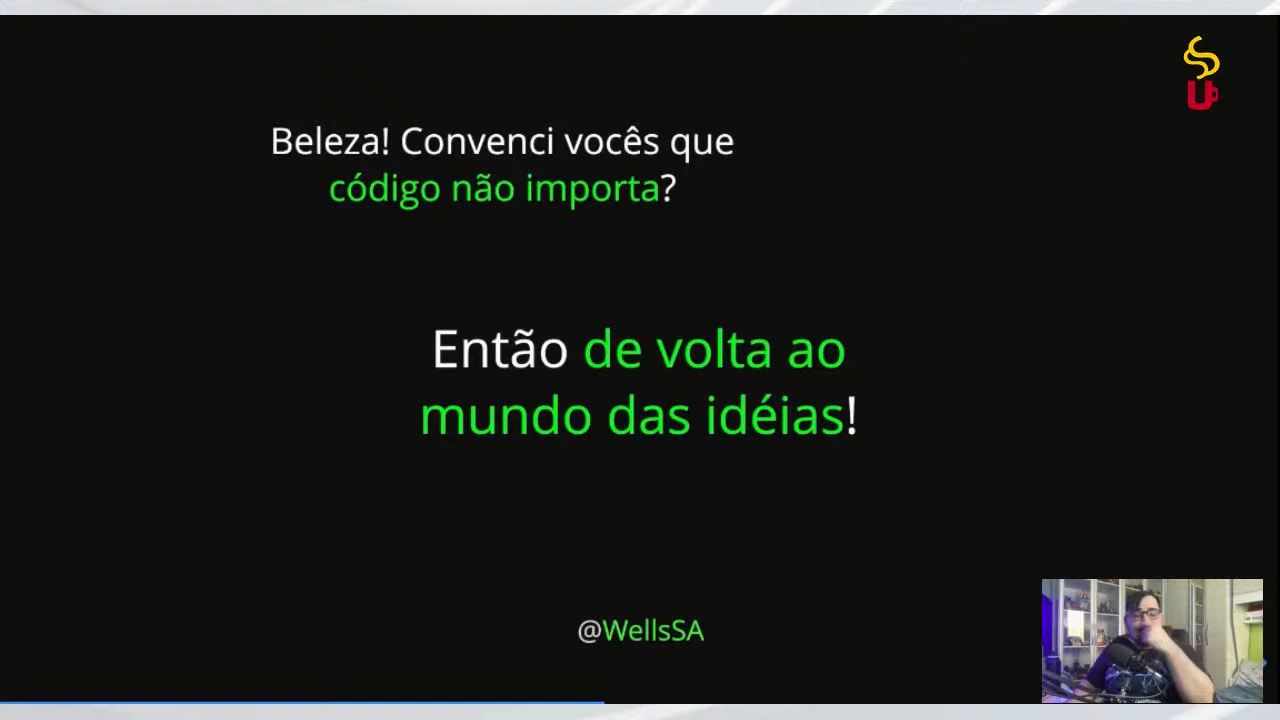 Beleza! Convenci vocês que
código não importa?
Então de volta ao
mundo das idéias!
@WellsSA